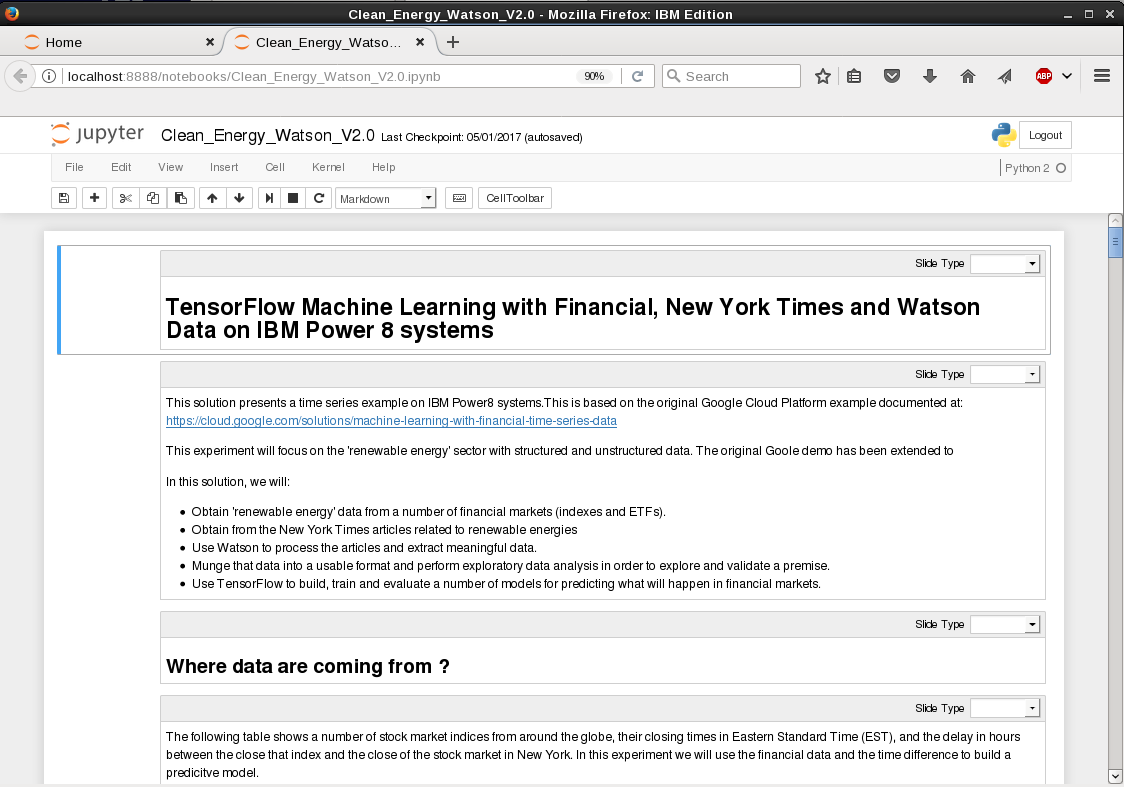 Clean_Energy_Watson_V2.0 - Mozilla Firefox: IBM Edition
Home
Clean_Energy_Watso...
localhost:8888/notebooks/Clean_Energy_Watson_V2.0.ipynb
90%
Search
ABP
jupyter
Clean_Energy_Watson_V2.0 Last Checkpoint: 05/01/2017 (autosaved)
Logout
File Edit View Insert Cell Kernel Help
Python 2
Markdown
CellToolbar
Slide Type
TensorFlow Machine Learning with Financial, New York Times and Watson
Data on IBM Power 8 systems
Slide Type
This solution presents a time series example on IBM Power8 systems.This is based on the original Google Cloud Platform example documented at:
https://cloud.google.com/solutions/machine-learning-with-financial-time-series-data
This experiment will focus on the 'renewable energy' sector with structured and unstructured data. The original Goole demo has been extended to
In this solution, we will:
• Obtain 'renewable energy' data from a number of financial markets (indexes and ETFs).
• Obtain from the New York Times articles related to renewable energies
• Use Watson to process the articles and extract meaningful data.
• Munge that data into a usable format and perform exploratory data analysis in order to explore and validate a premise.
• Use TensorFlow to build, train and evaluate a number of models for predicting what will happen in financial markets.
Slide Type
Where data are coming from ?
Slide Type
The following table shows a number of stock market indices from around the globe, their closing times in Eastern Standard Time (EST), and the delay in hours
between the close that index and the close of the stock market in New York. In this experiment we will use the financial data and the time difference to build a
predicitve model.